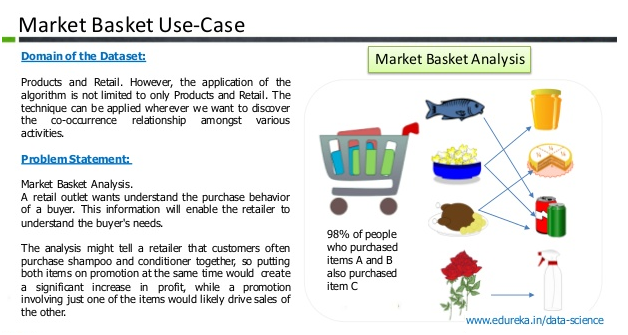 Market Basket Use-Case
Domain of the Dataset:
Products and Retail. However, the application of the
algorithm is not limited to only Products and Retail. The
technique can be applied wherever we want to discover
the co-occurrence relationship amongst various
activities.
Problem Statement:
Market Basket Analysis.
A retail outlet wants understand the purchase behavior
of a buyer. This information will enable the retailer to
understand the buyer's needs.
The analysis might tell a retailer that customers often
purchase shampoo and conditioner together, so putting
both items on promotion at the same time would create
a significant increase in profit, while a promotion
involving just one of the items would likely drive sales of
the other.
Market Basket Analysis
98% of people
who purchased
items A and B
also purchased
item C
www.edureka.in/data-science